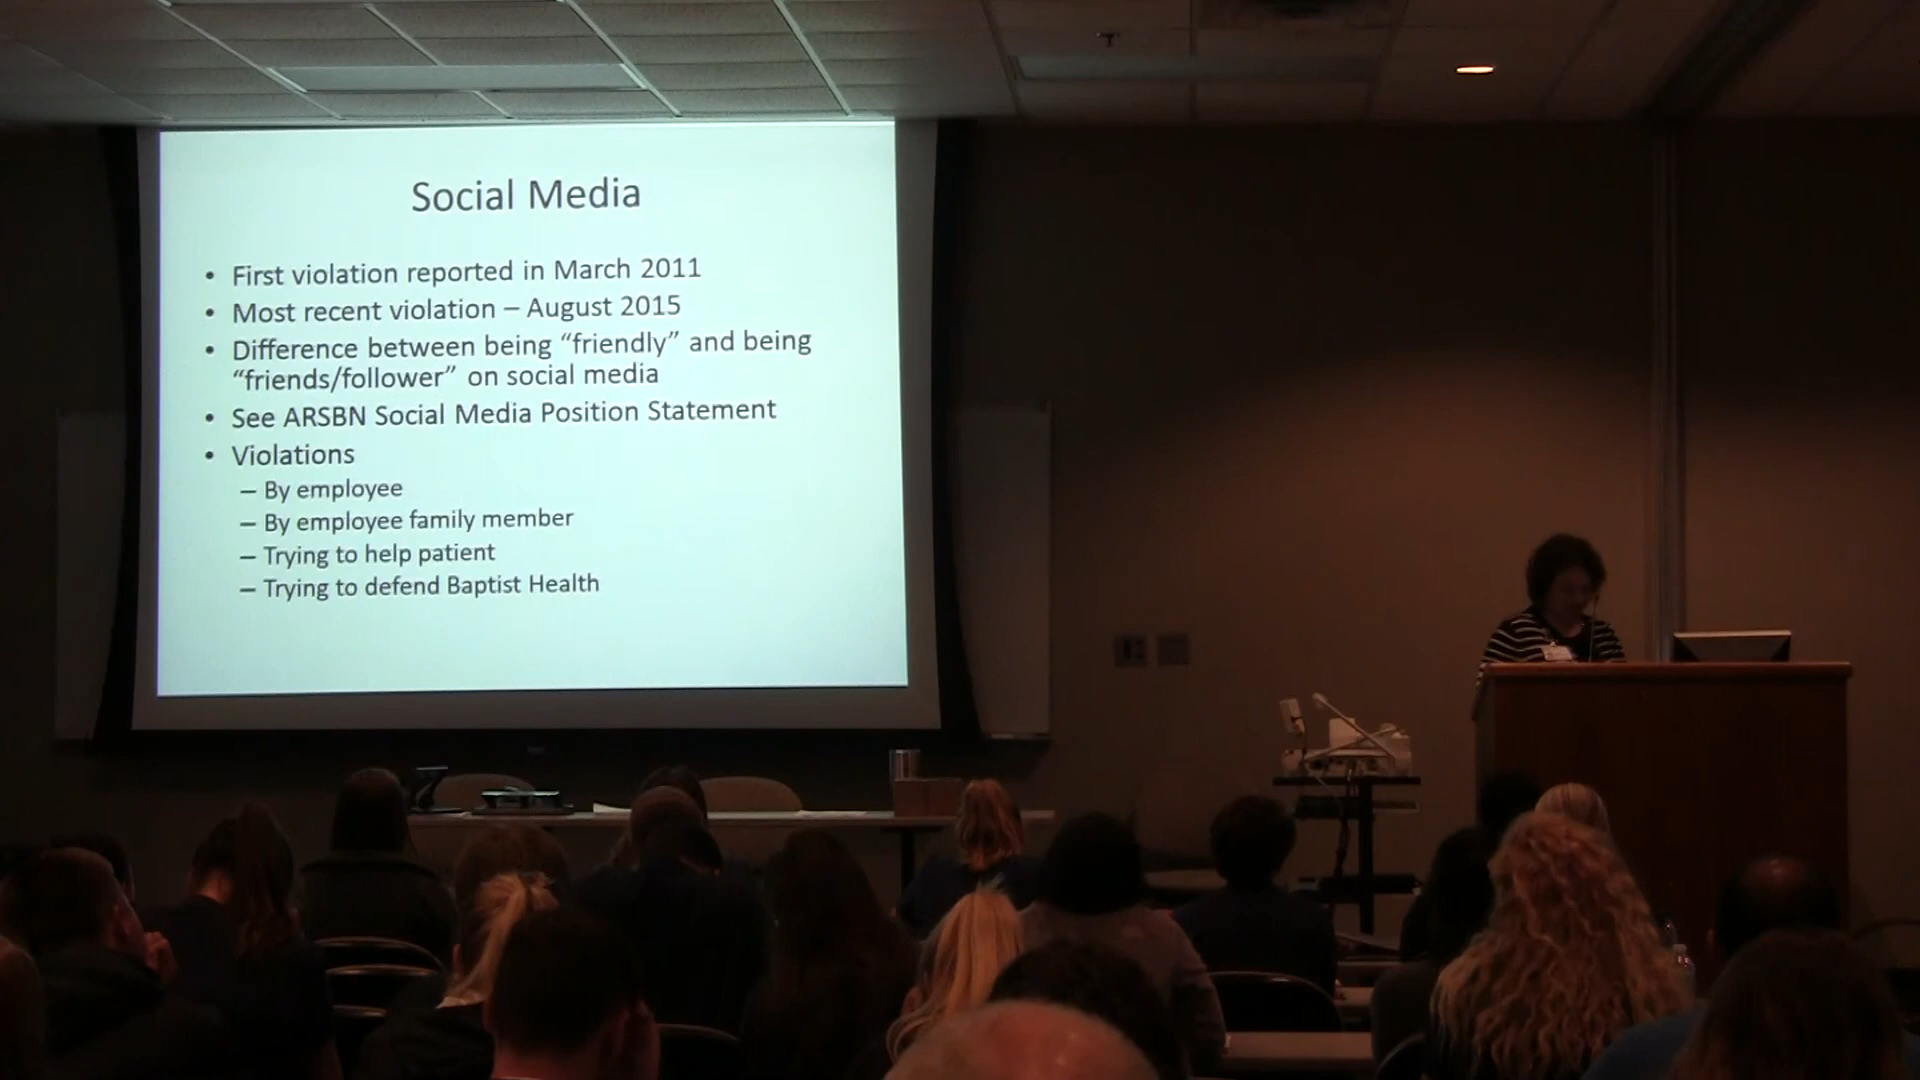 Social Media
• First violation reported in March 2011
• Most recent violation – August 2015
• Difference between being “friendly” and being
“friends/follower” on social media
• See ARSBN Social Media Position Statement
• Violations
– By employee
– By employee family member
– Trying to help patient
– Trying to defend Baptist Health